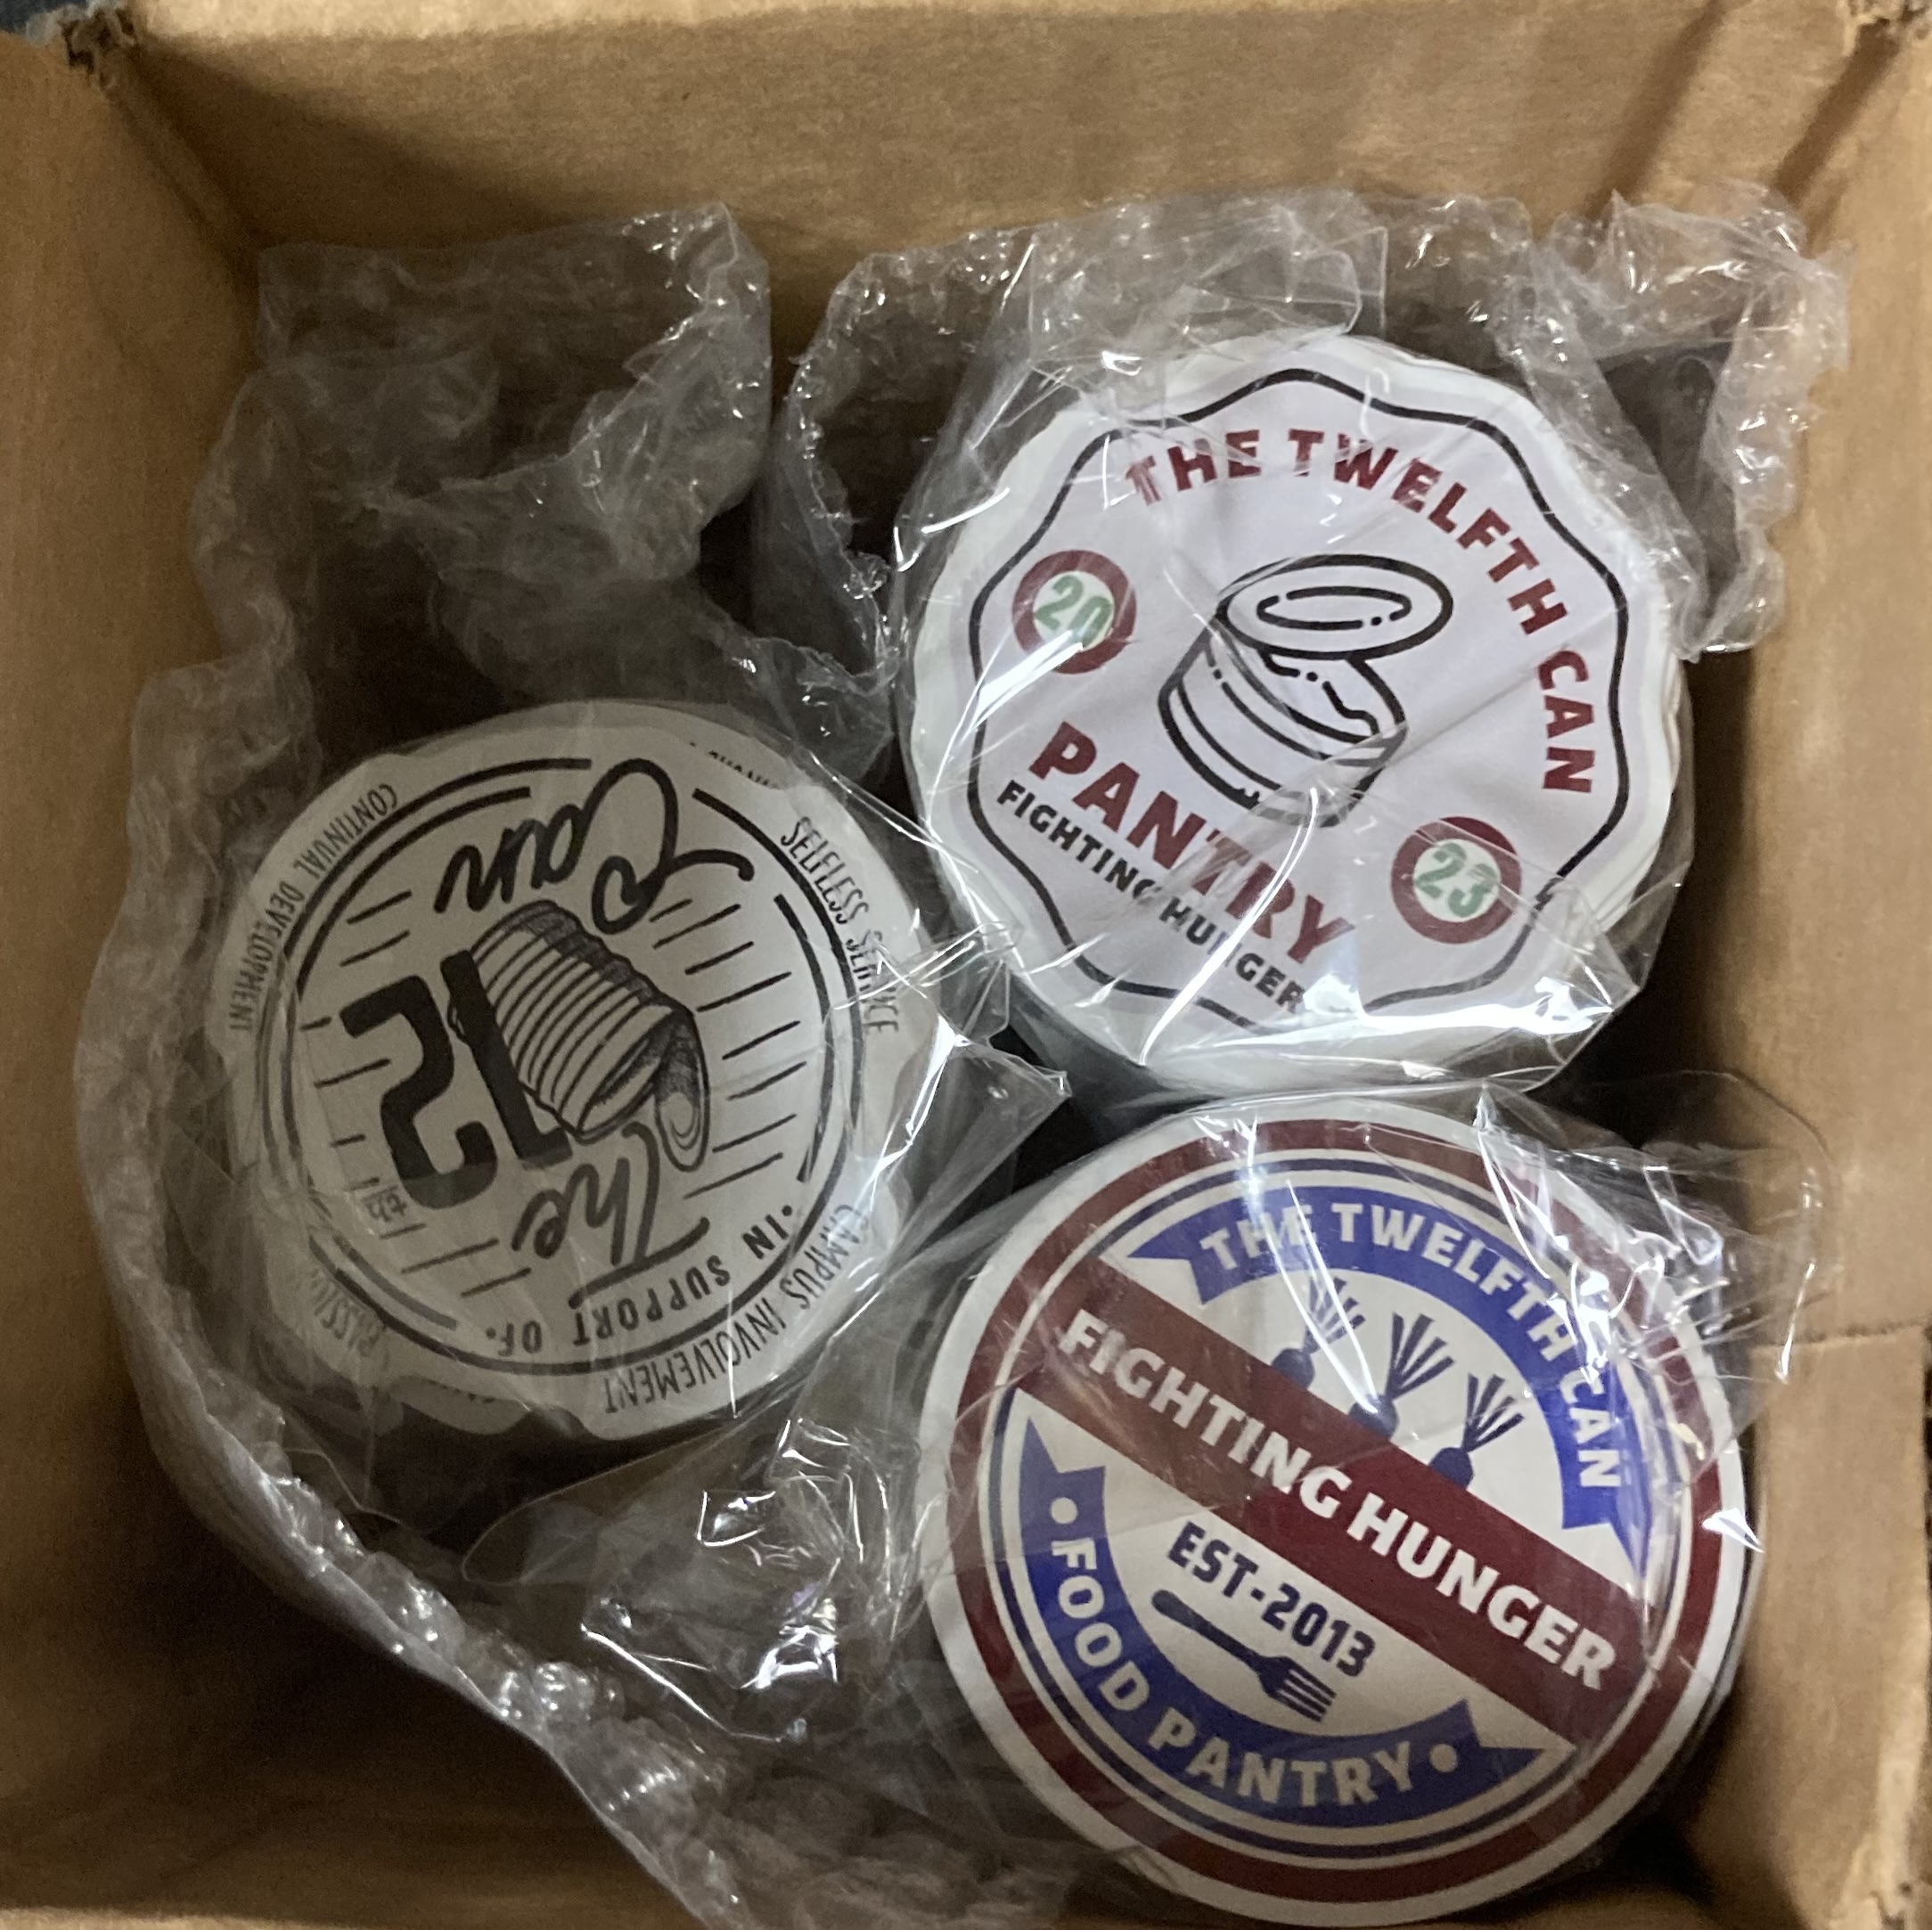 THE TWELFTH CAN
20
23
PANTRY
FIGHTING HUNGER
CONTINUAL DEVELOPMENT
SELFLESS SERVICE
CAMPUS INVOLVEMENT
• IN SUPPORT OF •
The
12
Can
THE TWELFTH CAN
FIGHTING HUNGER
EST-2013
• FOOD PANTRY •